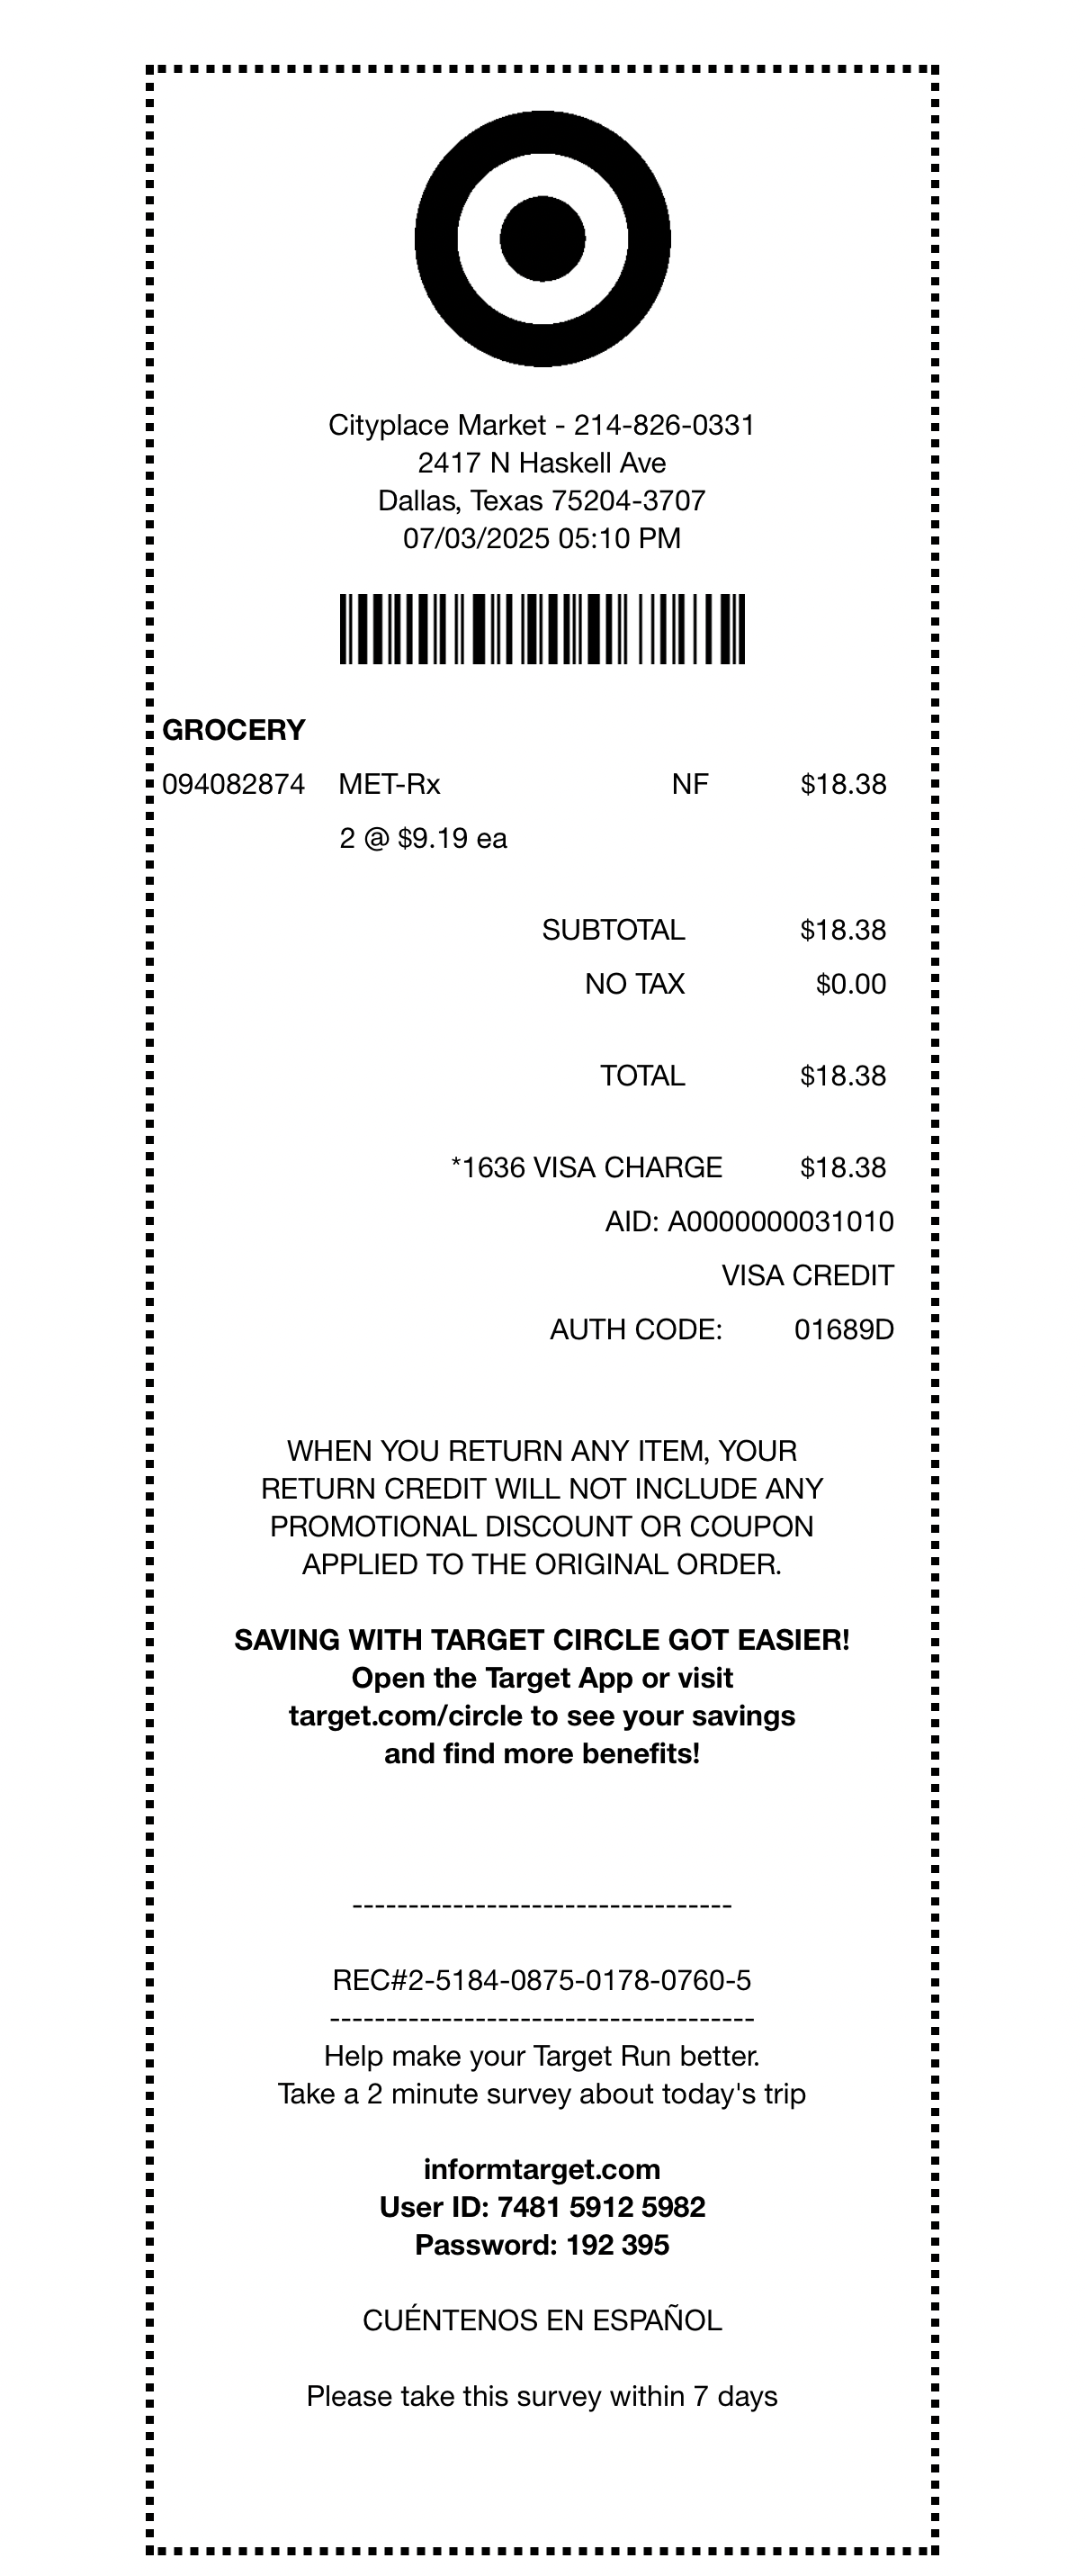 Cityplace Market - 214-826-0331
2417 N Haskell Ave
Dallas, Texas 75204-3707
07/03/2025 05:10 PM
GROCERY
094082874 MET-Rx NF $18.38
2 @ $9.19 ea
SUBTOTAL $18.38
NO TAX $0.00
TOTAL $18.38
*1636 VISA CHARGE $18.38
AID: A0000000031010
VISA CREDIT
AUTH CODE: 01689D
WHEN YOU RETURN ANY ITEM, YOUR
RETURN CREDIT WILL NOT INCLUDE ANY
PROMOTIONAL DISCOUNT OR COUPON
APPLIED TO THE ORIGINAL ORDER.
SAVING WITH TARGET CIRCLE GOT EASIER!
Open the Target App or visit
target.com/circle to see your savings
and find more benefits!
----------------------------------
REC#2-5184-0875-0178-0760-5
--------------------------------------
Help make your Target Run better.
Take a 2 minute survey about today's trip
informtarget.com
User ID: 7481 5912 5982
Password: 192 395
CUÉNTENOS EN ESPAÑOL
Please take this survey within 7 days